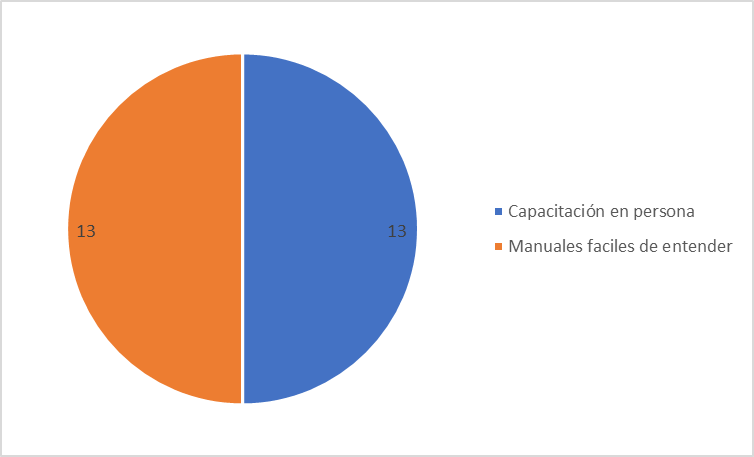 13
13
Capacitación en persona
Manuales faciles de entender